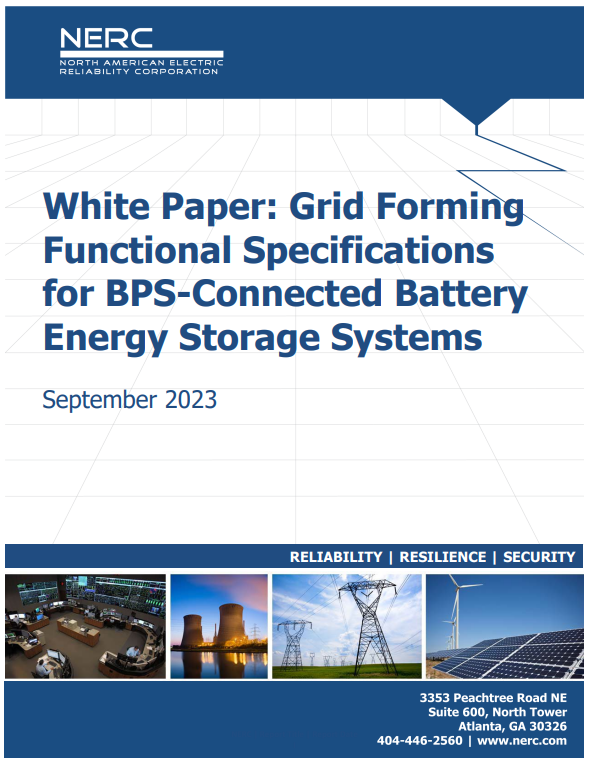 NERC
NORTH AMERICAN ELECTRIC
RELIABILITY CORPORATION
White Paper: Grid Forming
Functional Specifications
for BPS-Connected Battery
Energy Storage Systems
September 2023
RELIABILITY | RESILIENCE | SECURITY
3353 Peachtree Road NE
Suite 600, North Tower
Atlanta, GA 30326
404-446-2560 | www.nerc.com